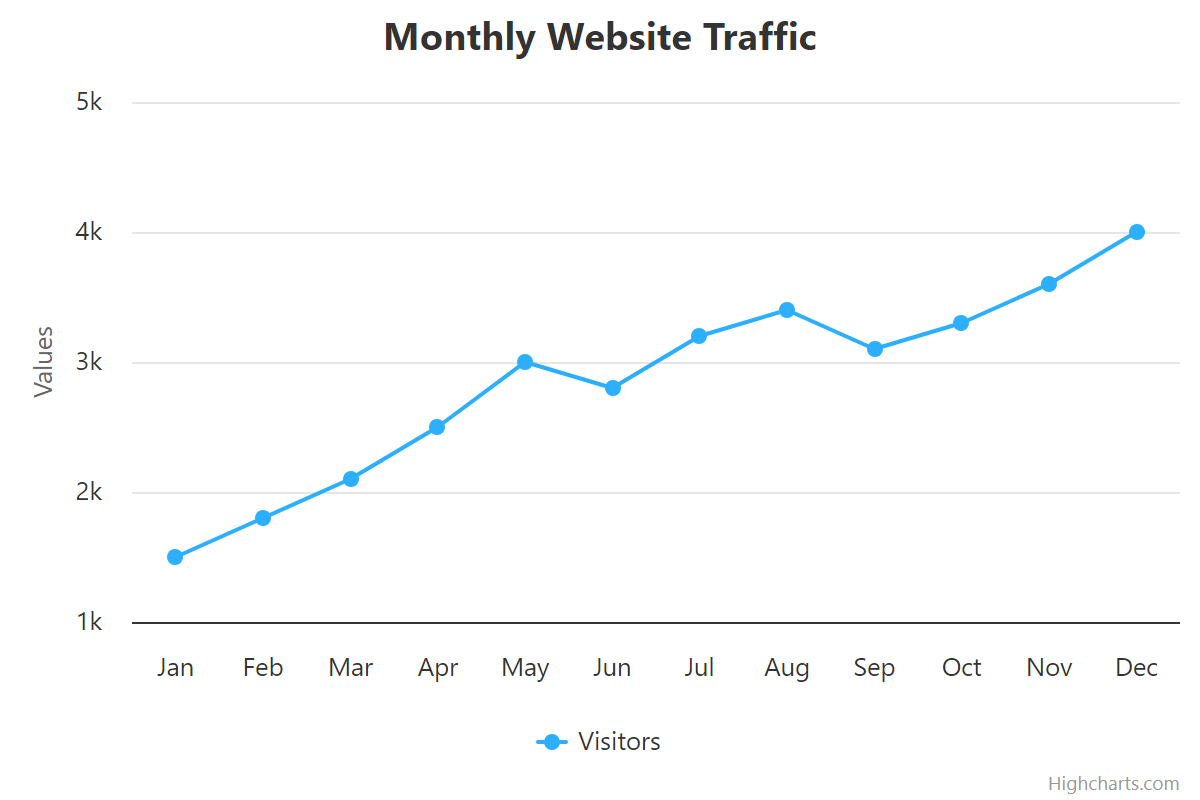 Monthly Website Traffic
5k
4k
3k
2k
1k
Values
Jan Feb Mar Apr May Jun Jul Aug Sep Oct Nov Dec
Visitors
Highcharts.com